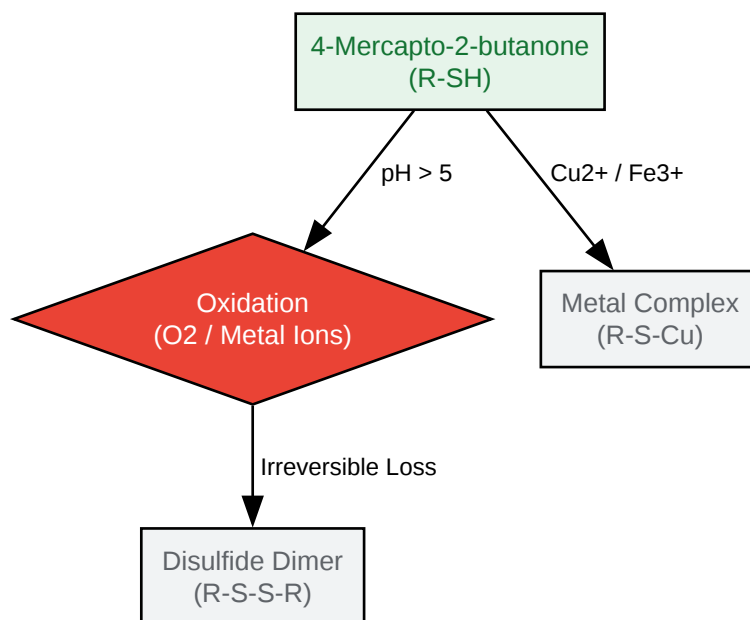 4-Mercapto-2-butanone
(R-SH)
pH > 5
Cu2+ / Fe3+
Oxidation
(O2 / Metal Ions)
Metal Complex
(R-S-Cu)
Irreversible Loss
Disulfide Dimer
(R-S-S-R)